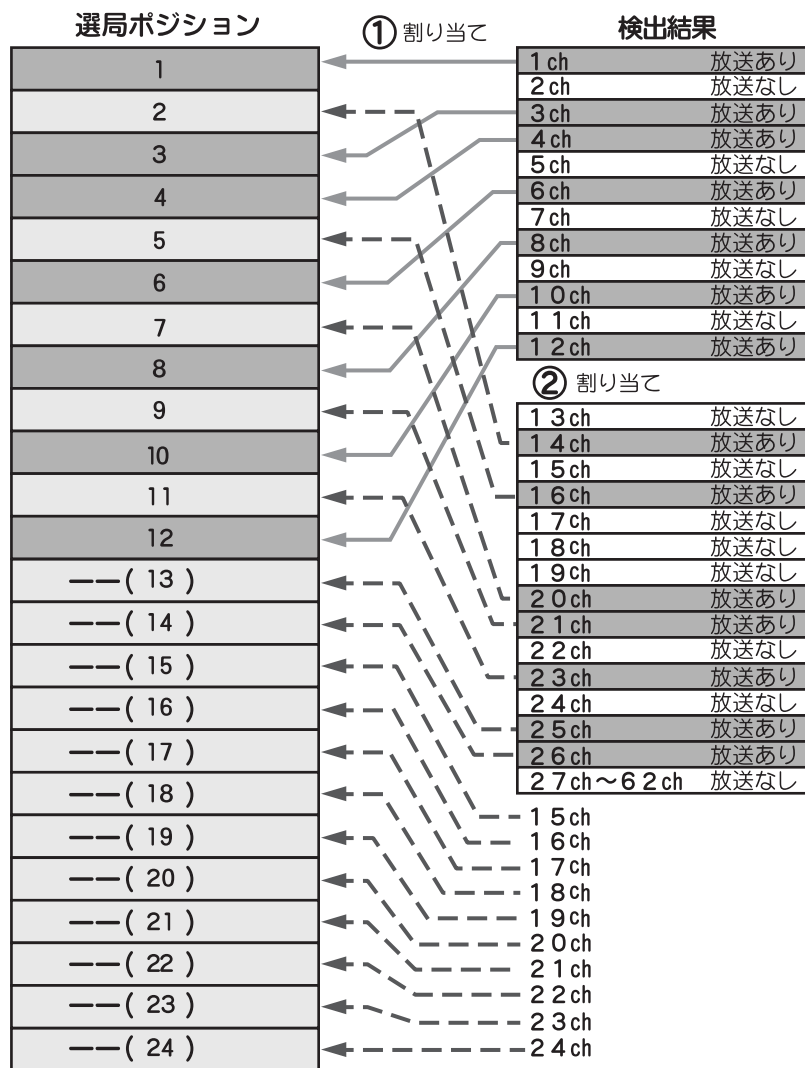 選局ポジション
1
2
3
4
5
6
7
8
9
10
11
12
――( 13 )
――( 14 )
――( 15 )
――( 16 )
――( 17 )
――( 18 )
――( 19 )
――( 20 )
――( 21 )
――( 22 )
――( 23 )
――( 24 )
① 割り当て
検出結果
1ch 放送あり
2ch 放送なし
3ch 放送あり
4ch 放送あり
5ch 放送なし
6ch 放送あり
7ch 放送なし
8ch 放送あり
9ch 放送なし
10ch 放送あり
11ch 放送なし
12ch 放送あり
② 割り当て
13ch 放送なし
14ch 放送あり
15ch 放送なし
16ch 放送あり
17ch 放送なし
18ch 放送なし
19ch 放送なし
20ch 放送あり
21ch 放送あり
22ch 放送なし
23ch 放送あり
24ch 放送なし
25ch 放送あり
26ch 放送あり
27ch～62ch 放送なし
15ch
16ch
17ch
18ch
19ch
20ch
21ch
22ch
23ch
24ch